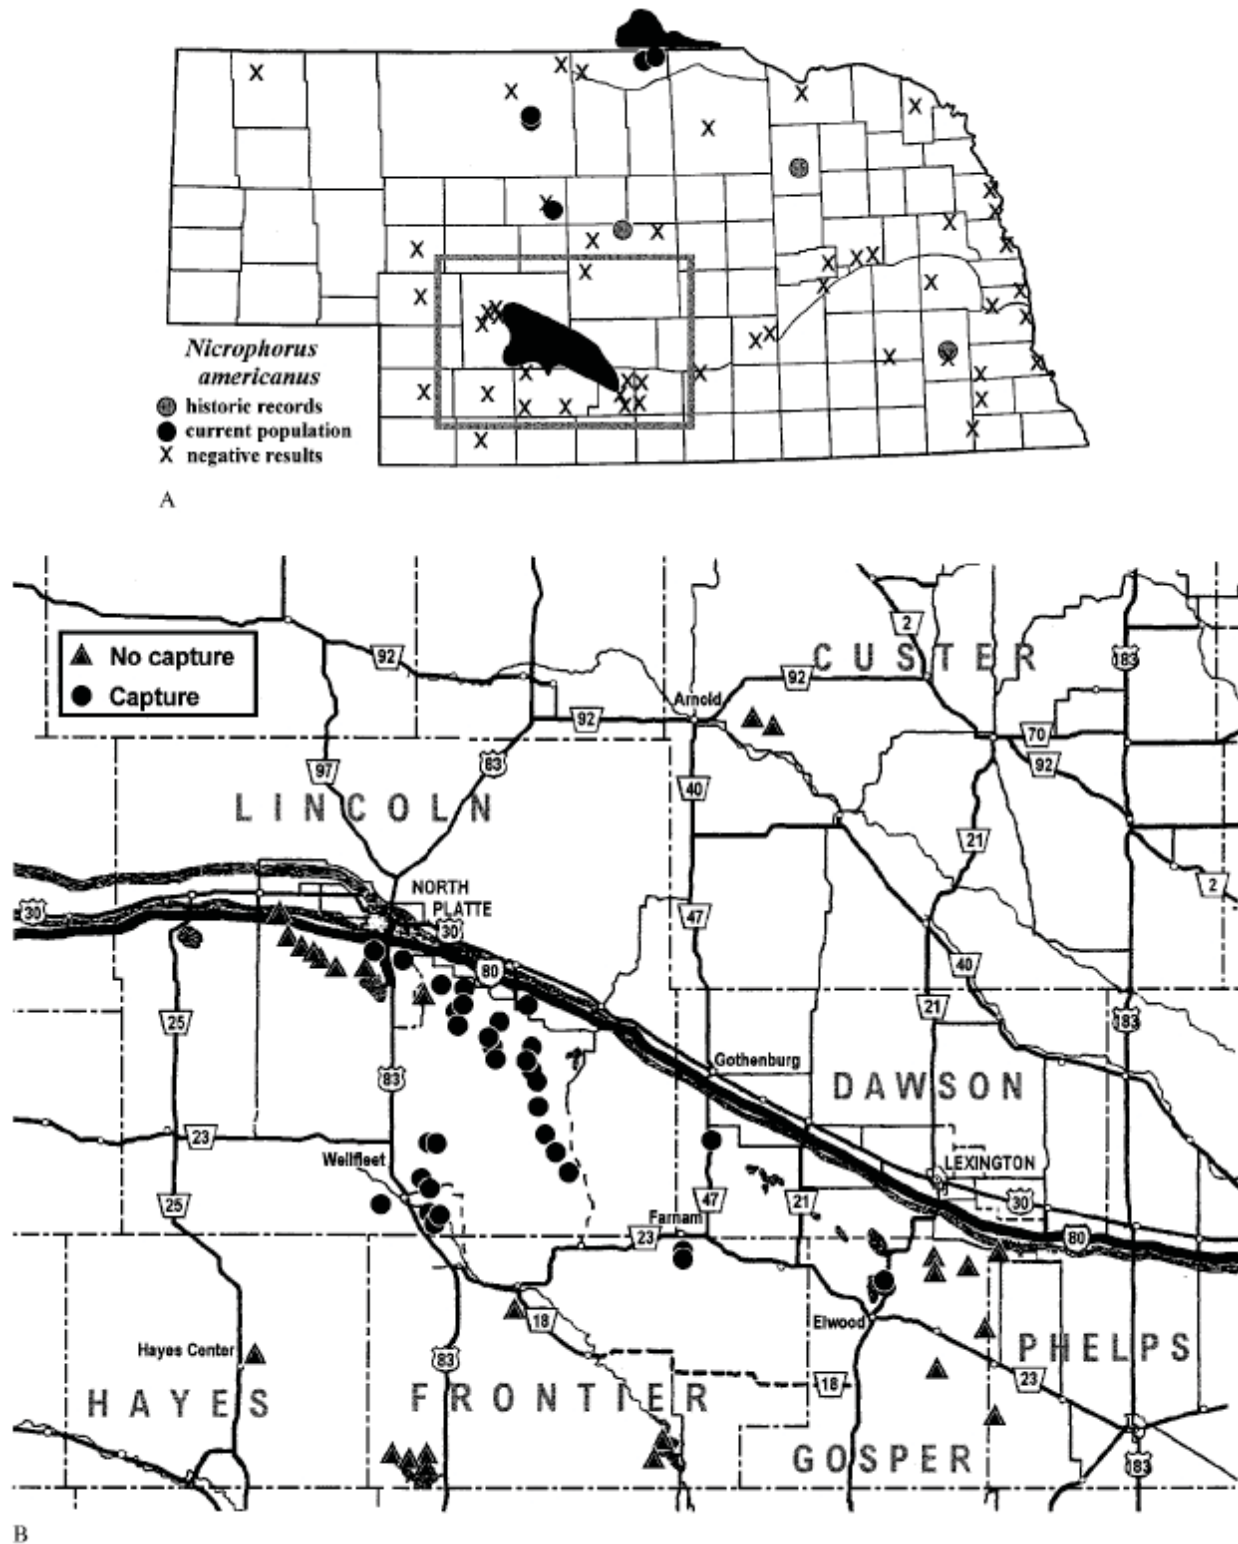 Nicrophorus
americanus
historic records
current population
X negative results
A
No capture
Capture
92
2
CUSTER
183
92
Arnold
92
70
92
97
83
40
LINCOLN
21
2
NORTH
PLATTE
30
30
47
80
40
25
21
183
83
Gothenburg
DAWSON
23
Wellfleet
LEXINGTON
25
47
21
30
Farnam
23
80
18
Elwood
Hayes Center
83
PHELPS
18
23
HAYES
FRONTIER
GOSPER
183
B